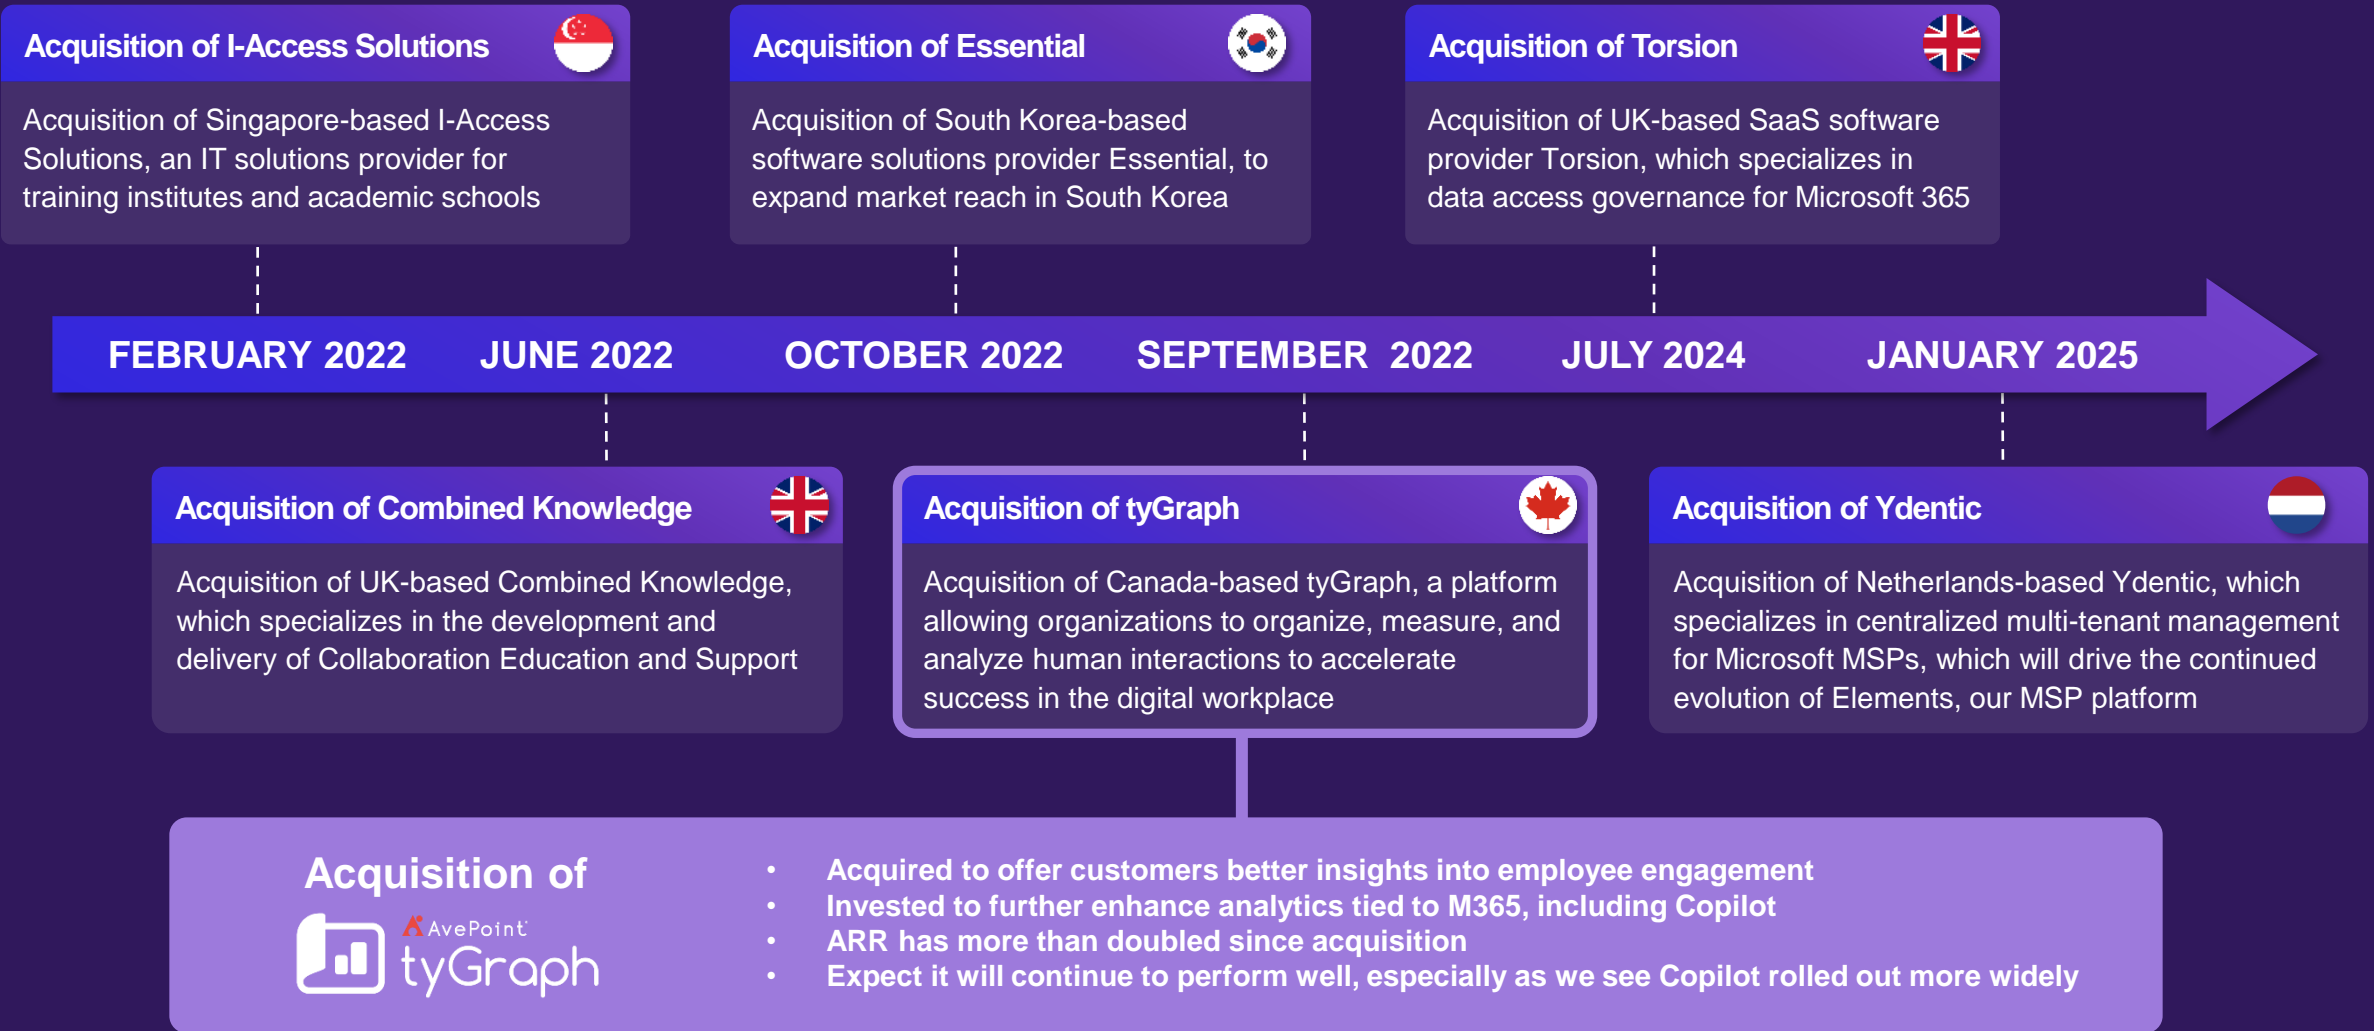 Acquisition of I-Access Solutions
Acquisition of Singapore-based I-Access
Solutions, an IT solutions provider for
training institutes and academic schools
Acquisition of Essential
Acquisition of South Korea-based
software solutions provider Essential, to
expand market reach in South Korea
Acquisition of Torsion
Acquisition of UK-based SaaS software
provider Torsion, which specializes in
data access governance for Microsoft 365
FEBRUARY 2022
JUNE 2022
OCTOBER 2022
SEPTEMBER 2022
JULY 2024
JANUARY 2025
Acquisition of Combined Knowledge
Acquisition of UK-based Combined Knowledge,
which specializes in the development and
delivery of Collaboration Education and Support
Acquisition of tyGraph
Acquisition of Canada-based tyGraph, a platform
allowing organizations to organize, measure, and
analyze human interactions to accelerate
success in the digital workplace
Acquisition of Ydentic
Acquisition of Netherlands-based Ydentic, which
specializes in centralized multi-tenant management
for Microsoft MSPs, which will drive the continued
evolution of Elements, our MSP platform
Acquisition of
AvePoint
tyGraph
• Acquired to offer customers better insights into employee engagement
• Invested to further enhance analytics tied to M365, including Copilot
• ARR has more than doubled since acquisition
• Expect it will continue to perform well, especially as we see Copilot rolled out more widely